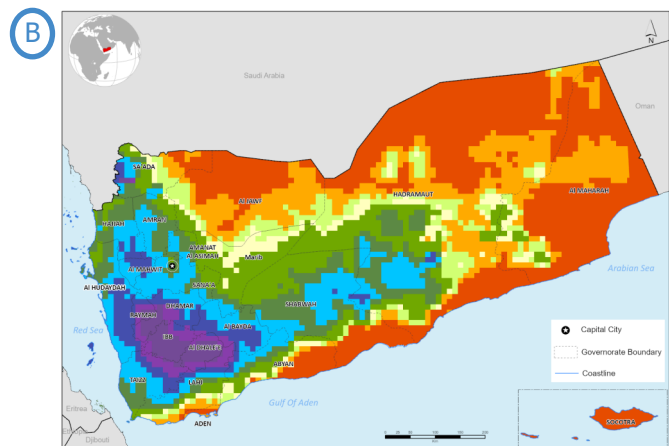 B
N
Saudi Arabia
Oman
SA'ADA
AL JAWF
HADRAMAUT
AL MAHARAH
AMRAN
HAJJAH
AMANAT
AL ASIMAH
Marib
Al MAHWIT
SANA'A
Al HUDAYDAH
DHAMAR
RAYMAH
SHABWAH
Arabian Sea
Al BAYDA
Red Sea
IBB
Al DHALE'E
ABYAN
TAIZZ
LAHJ
Gulf Of Aden
ADEN
Eritrea
Djibouti
Capital City
Governorate Boundary
Coastline
SOCOTRA